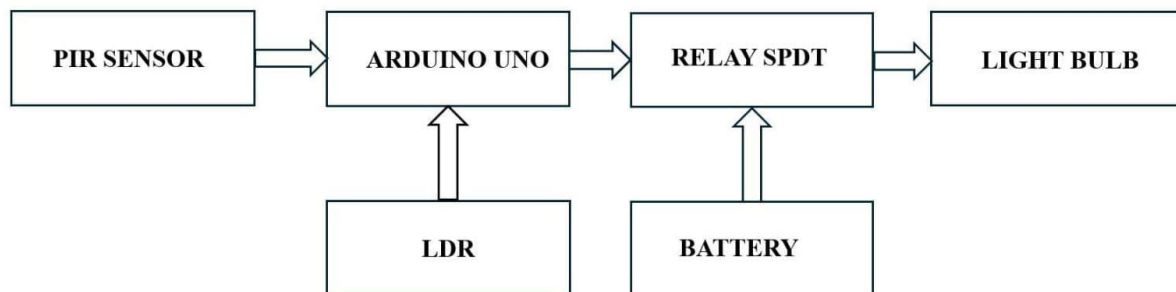 PIR SENSOR
ARDUINO UNO
RELAY SPDT
LIGHT BULB
LDR
BATTERY